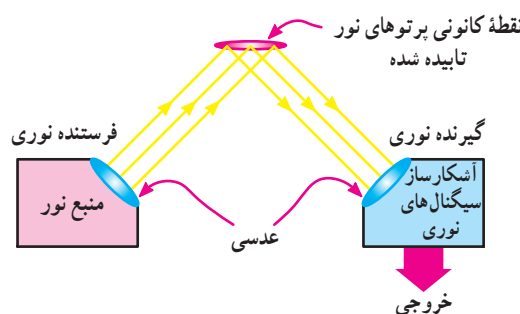 نقطهٔ کانونی پرتوهای نور
تابیده شده
گیرنده نوری
فرستنده نوری
آشکارساز
سیگنال‌های
نوری
منبع نور
عدسی
خروجی